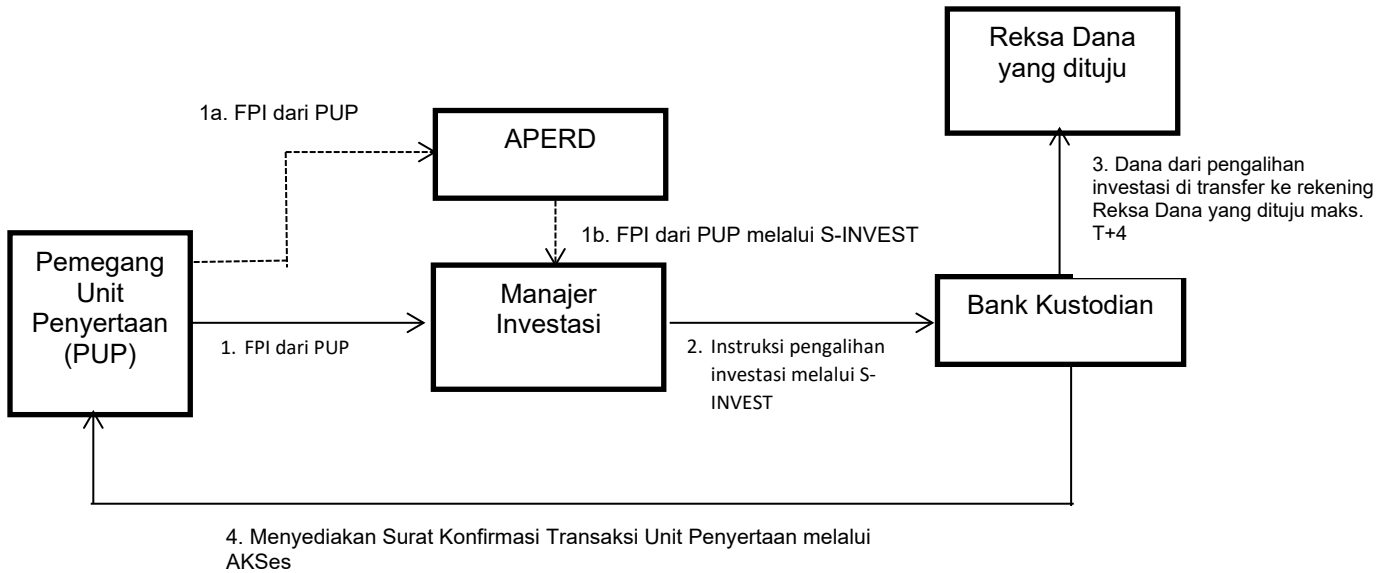 Reksa Dana
yang dituju
1a. FPI dari PUP
APERD
3. Dana dari pengalihan
investasi di transfer ke rekening
Reksa Dana yang dituju maks.
T+4
1b. FPI dari PUP melalui S-INVEST
Pemegang
Unit
Penyertaan
(PUP)
Manajer
Investasi
Bank Kustodian
1. FPI dari PUP
2. Instruksi pengalihan
investasi melalui S-
INVEST
4. Menyediakan Surat Konfirmasi Transaksi Unit Penyertaan melalui
AKSes